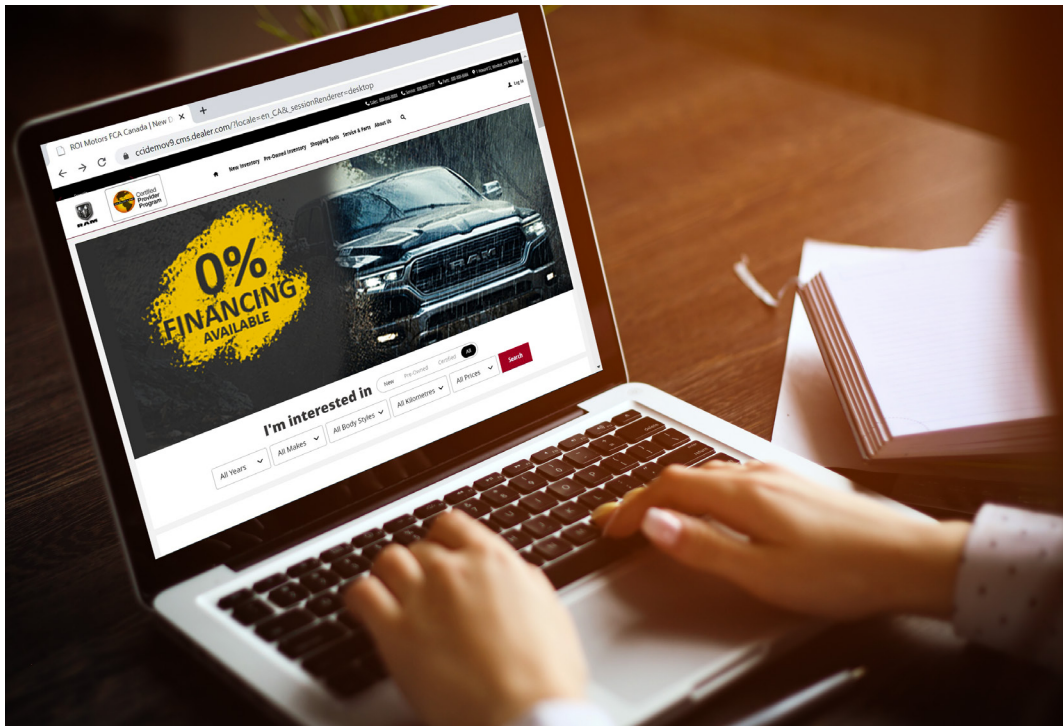 ROI Motors FCA Canada | New D
ccidemov9.cms.dealer.com/?locale=en_CA&_sessionRenderer=desktop
Log In
RAM
Certified
Provider
Program
New Inventory Pre-Owned Inventory Shopping Tools Service & Parts About Us
0%
FINANCING
AVAILABLE
RAM
I'm interested in
New Pre-Owned Certified All
All Years All Makes All Body Styles All Kilometres All Prices Search